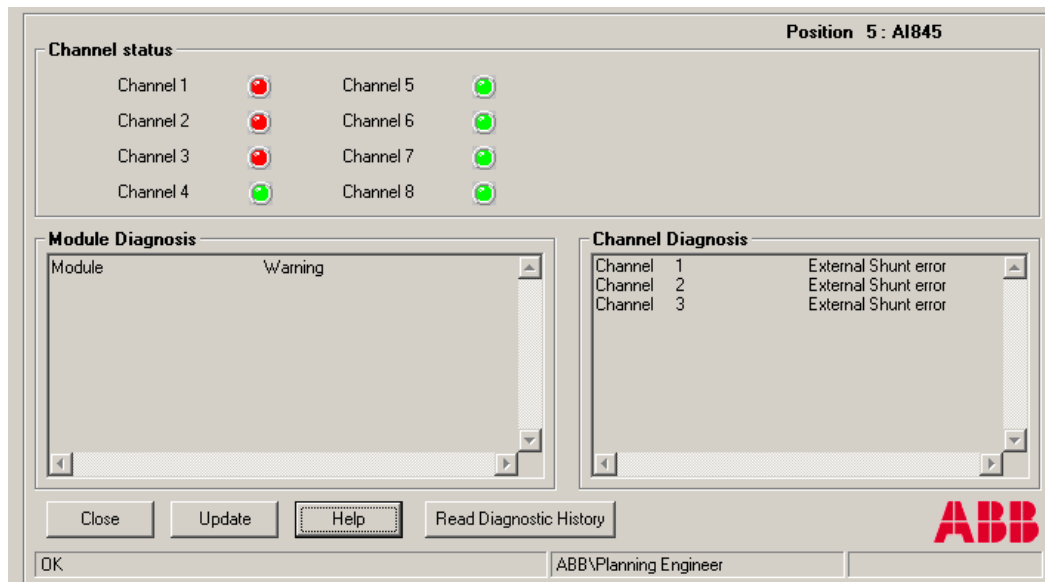 Position 5 : AI845
Channel status
Channel 1 Channel 5
Channel 2 Channel 6
Channel 3 Channel 7
Channel 4 Channel 8
Module Diagnosis
Module Warning
Channel Diagnosis
Channel 1 External Shunt error
Channel 2 External Shunt error
Channel 3 External Shunt error
Close Update Help Read Diagnostic History
ABB
OK ABB\Planning Engineer